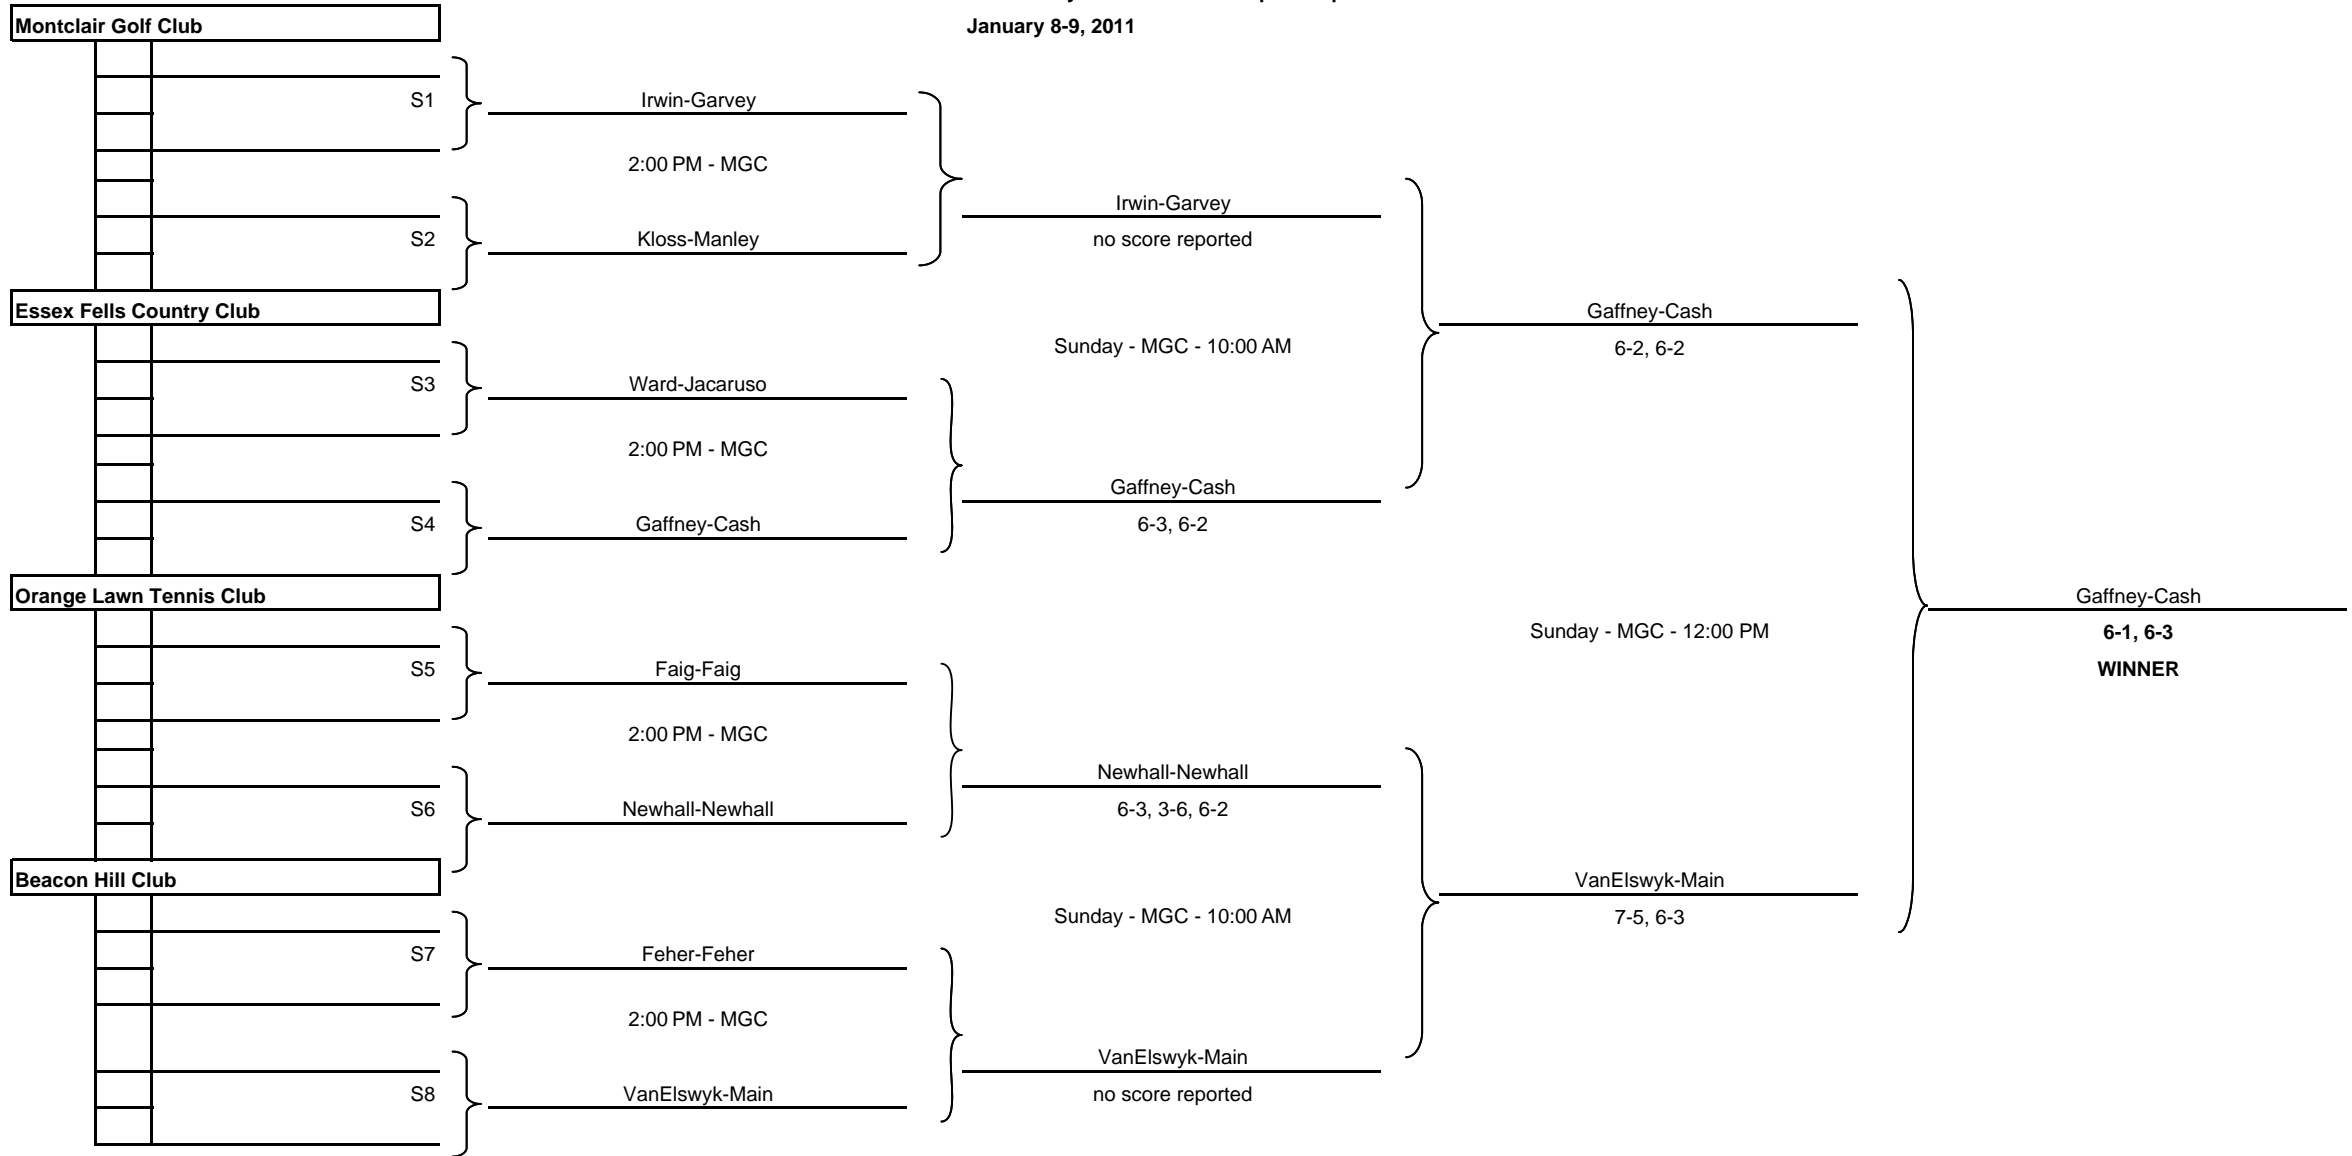 Montclair Golf Club
January 8-9, 2011
S1
Irwin-Garvey
2:00 PM - MGC
Irwin-Garvey
S2
Kloss-Manley
no score reported
Essex Fells Country Club
Gaffney-Cash
Sunday - MGC - 10:00 AM
6-2, 6-2
S3
Ward-Jacaruso
2:00 PM - MGC
Gaffney-Cash
S4
Gaffney-Cash
6-3, 6-2
Orange Lawn Tennis Club
Gaffney-Cash
Sunday - MGC - 12:00 PM
6-1, 6-3
S5
Faig-Faig
WINNER
2:00 PM - MGC
Newhall-Newhall
S6
Newhall-Newhall
6-3, 3-6, 6-2
Beacon Hill Club
VanElswyk-Main
Sunday - MGC - 10:00 AM
7-5, 6-3
S7
Feher-Feher
2:00 PM - MGC
VanElswyk-Main
S8
VanElswyk-Main
no score reported